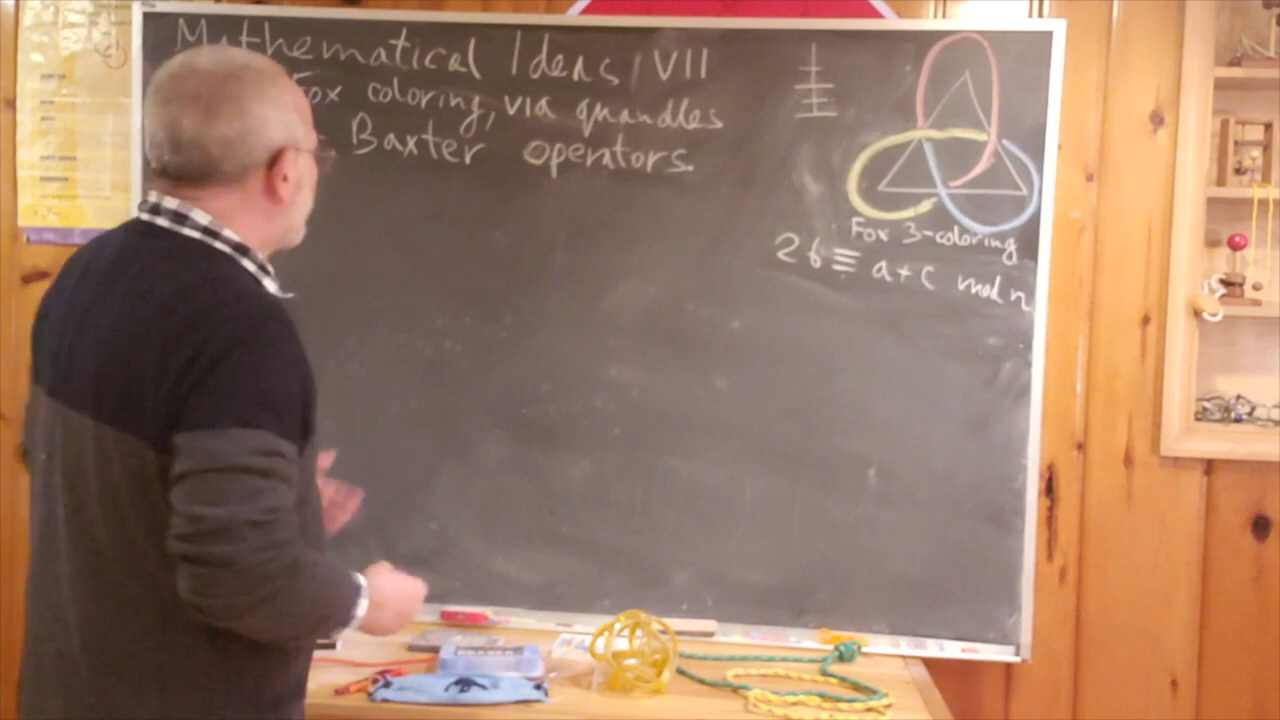 Mathematical Ideas, VII
Fox coloring, via quandles
Baxter operators.
Fox 3-coloring
2b ≡ a+c mod n